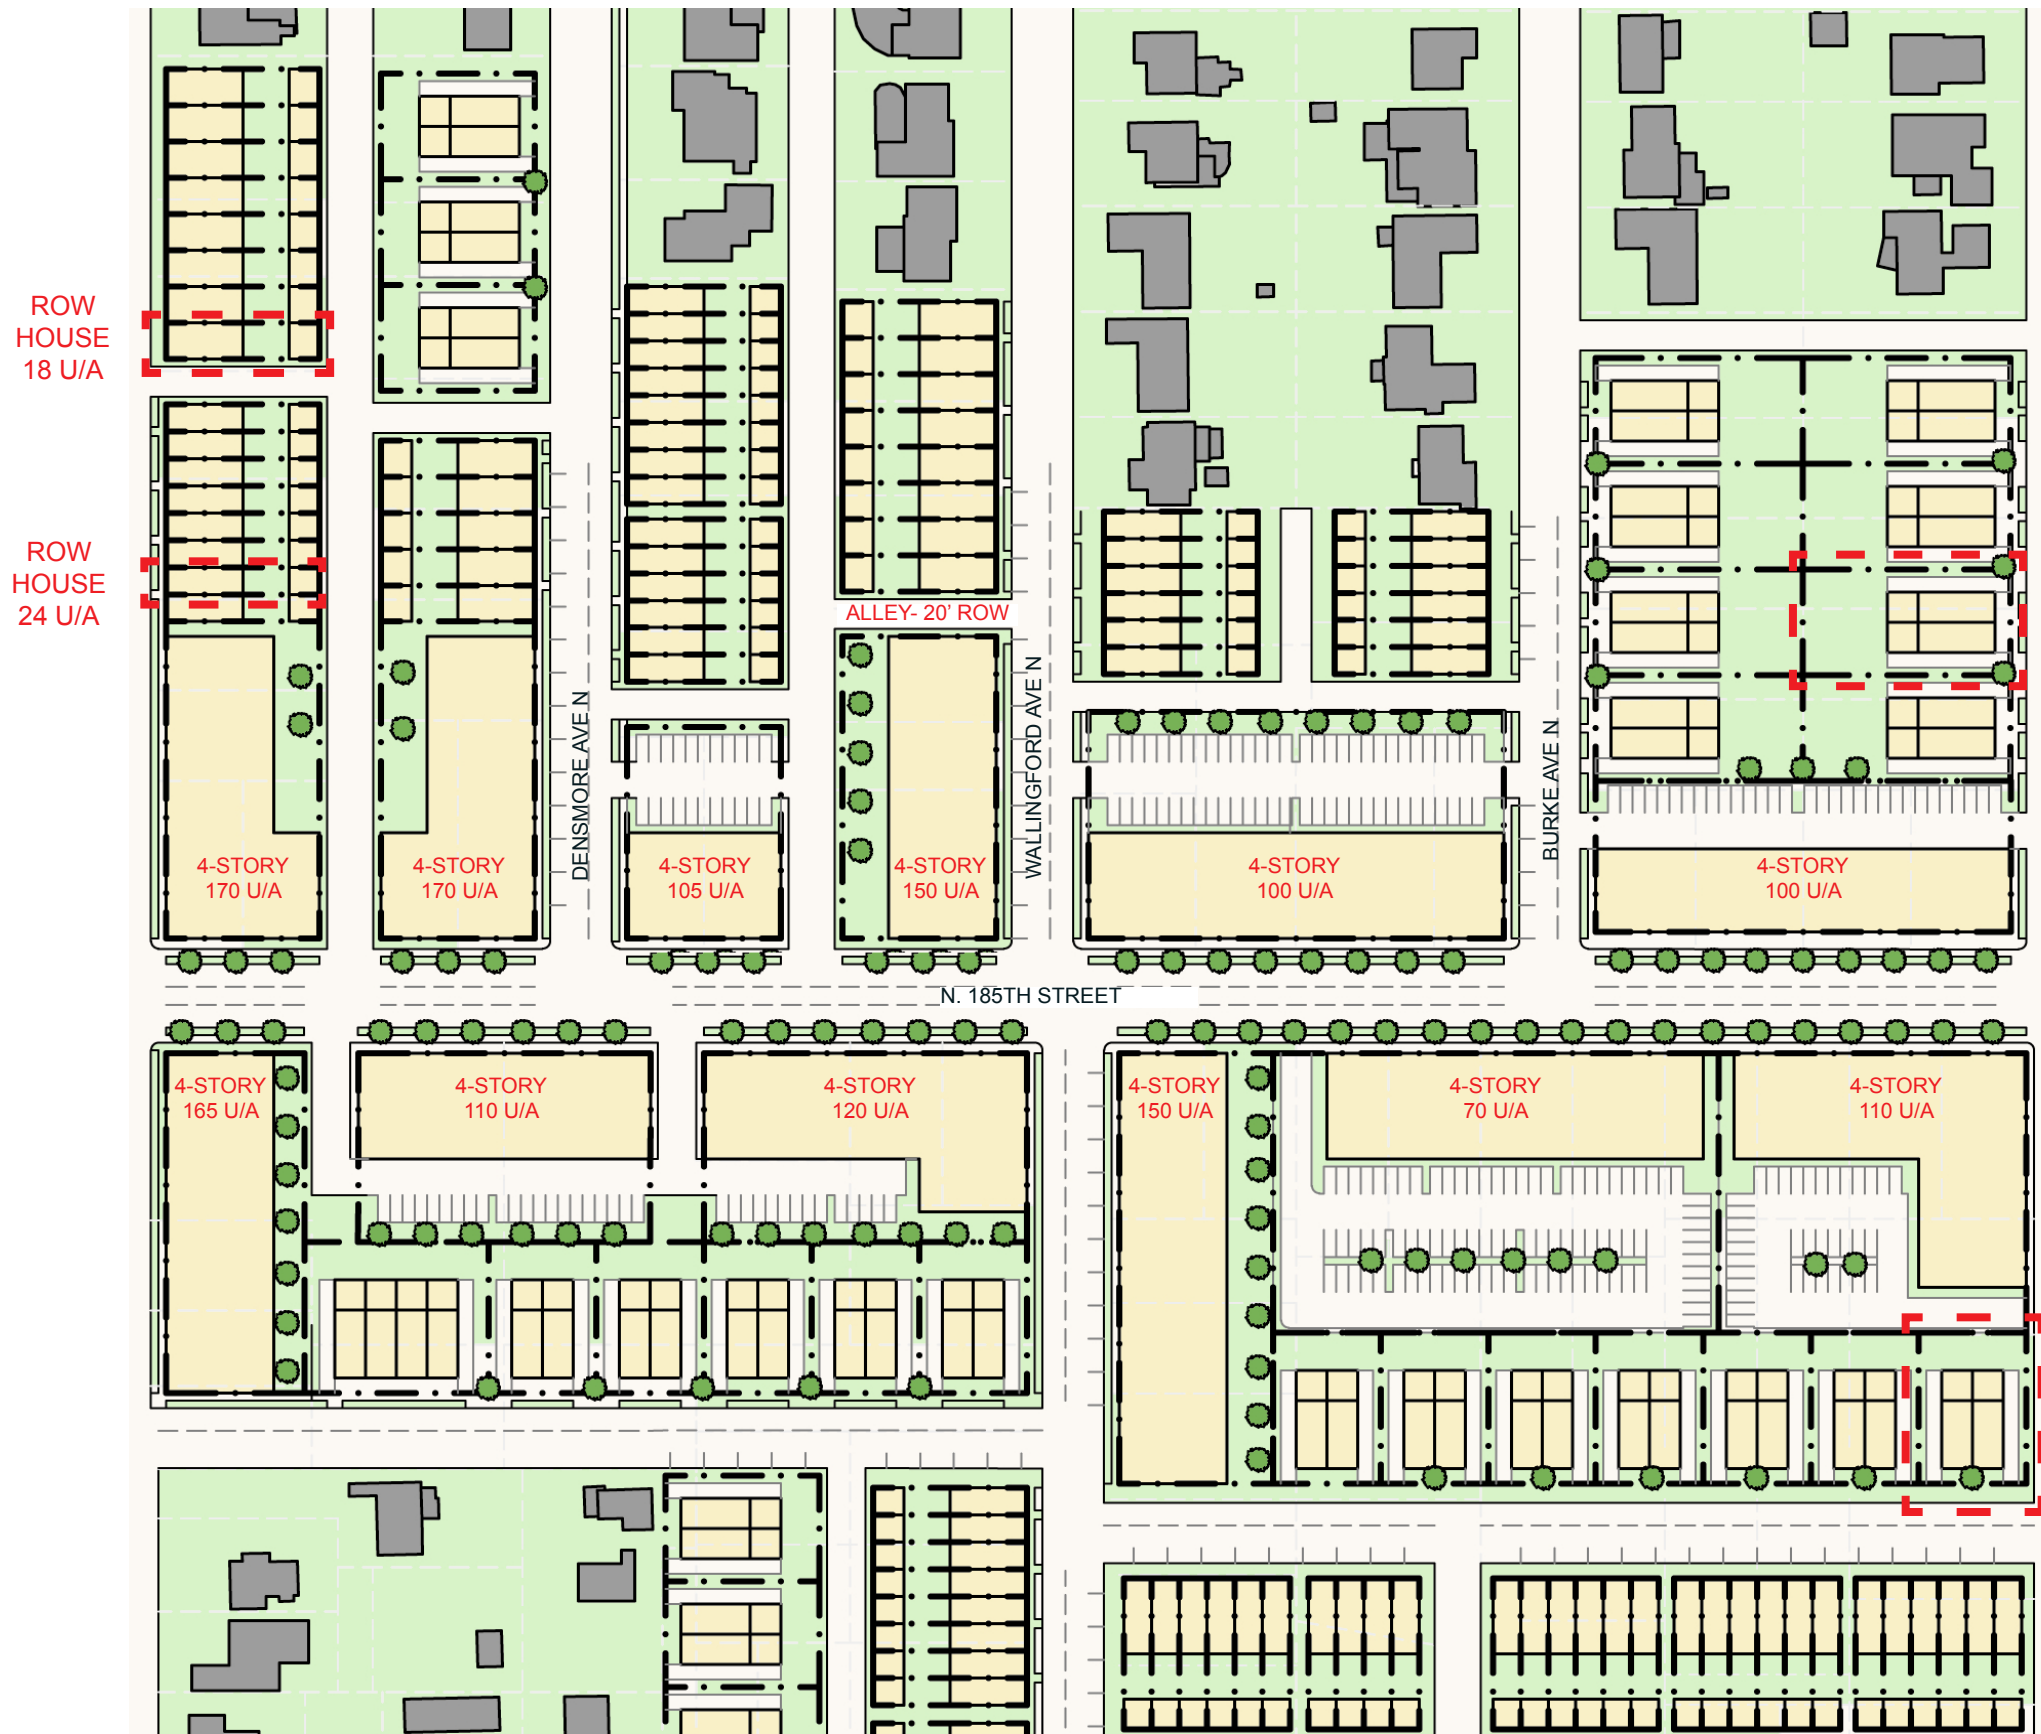 ROW
HOUSE
18 U/A
ROW
HOUSE
24 U/A
ALLEY- 20' ROW
DENSMORE AVE N
WALLINGFORD AVE N
BURKE AVE N
4-STORY
170 U/A
4-STORY
170 U/A
4-STORY
105 U/A
4-STORY
150 U/A
4-STORY
100 U/A
4-STORY
100 U/A
N. 185TH STREET
4-STORY
165 U/A
4-STORY
110 U/A
4-STORY
120 U/A
4-STORY
150 U/A
4-STORY
70 U/A
4-STORY
110 U/A